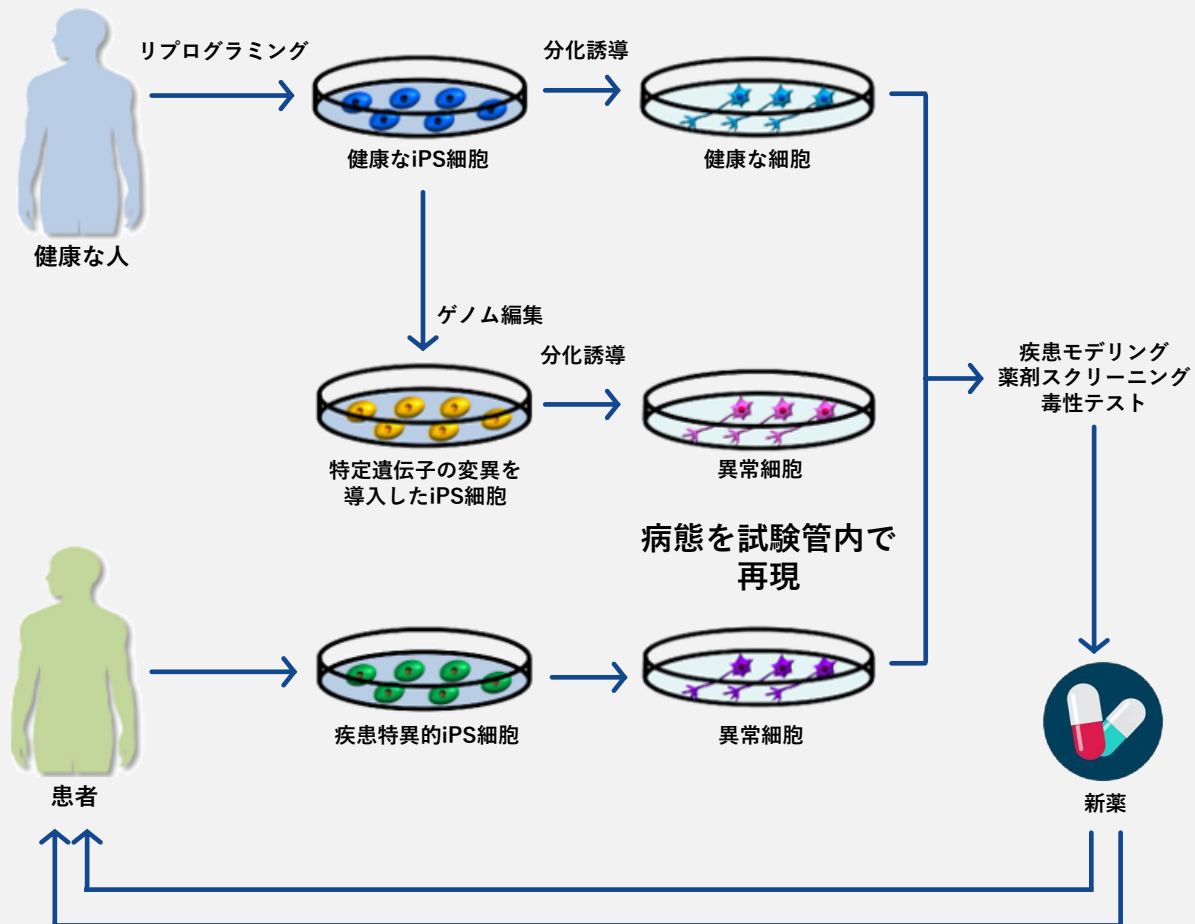 リプログラミング
分化誘導
健康なiPS細胞
健康な細胞
健康な人
ゲノム編集
分化誘導
疾患モデリング
薬剤スクリーニング
毒性テスト
特定遺伝子の変異を
導入したiPS細胞
異常細胞
病態を試験管内で
再現
疾患特異的iPS細胞
異常細胞
患者
新薬